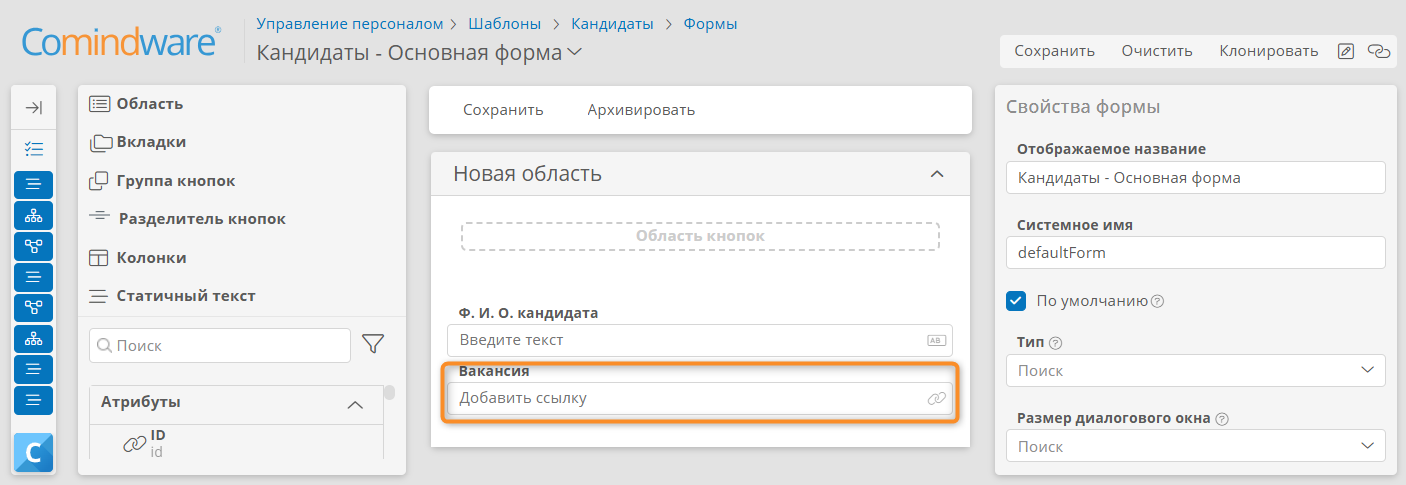 Comindware®
Управление персоналом > Шаблоны > Кандидаты > Формы
Кандидаты - Основная форма
Сохранить Очистить Клонировать
Область
Вкладки
Группа кнопок
Разделитель кнопок
Колонки
Статичный текст
Поиск
Атрибуты
ID
id
C
Сохранить Архивировать
Новая область
Область кнопок
Ф. И. О. кандидата
Введите текст
AB
Вакансия
Добавить ссылку
Свойства формы
Отображаемое название
Кандидаты - Основная форма
Системное имя
defaultForm
По умолчанию ?
Тип ?
Поиск
Размер диалогового окна ?
Поиск